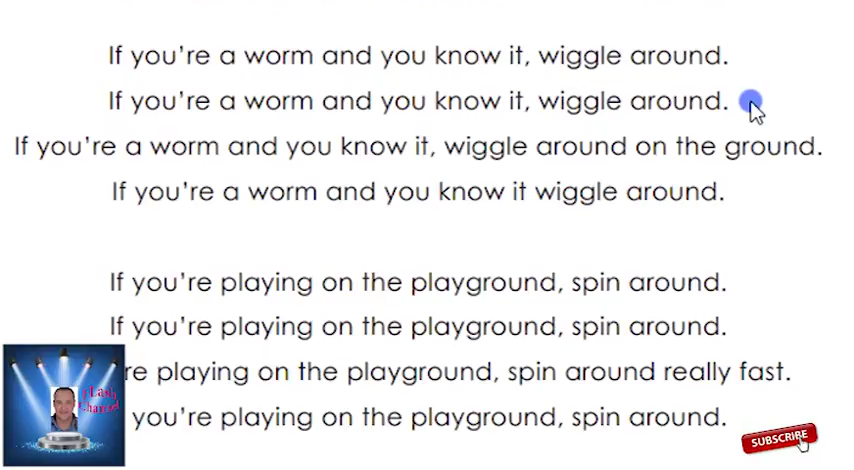 If you're a worm and you know it, wiggle around.
If you're a worm and you know it, wiggle around.
If you're a worm and you know it, wiggle around on the ground.
If you're a worm and you know it wiggle around.
If you're playing on the playground, spin around.
If you're playing on the playground, spin around.
're playing on the playground, spin around really fast.
you're playing on the playground, spin around.
Channel
SUBSCRIBE